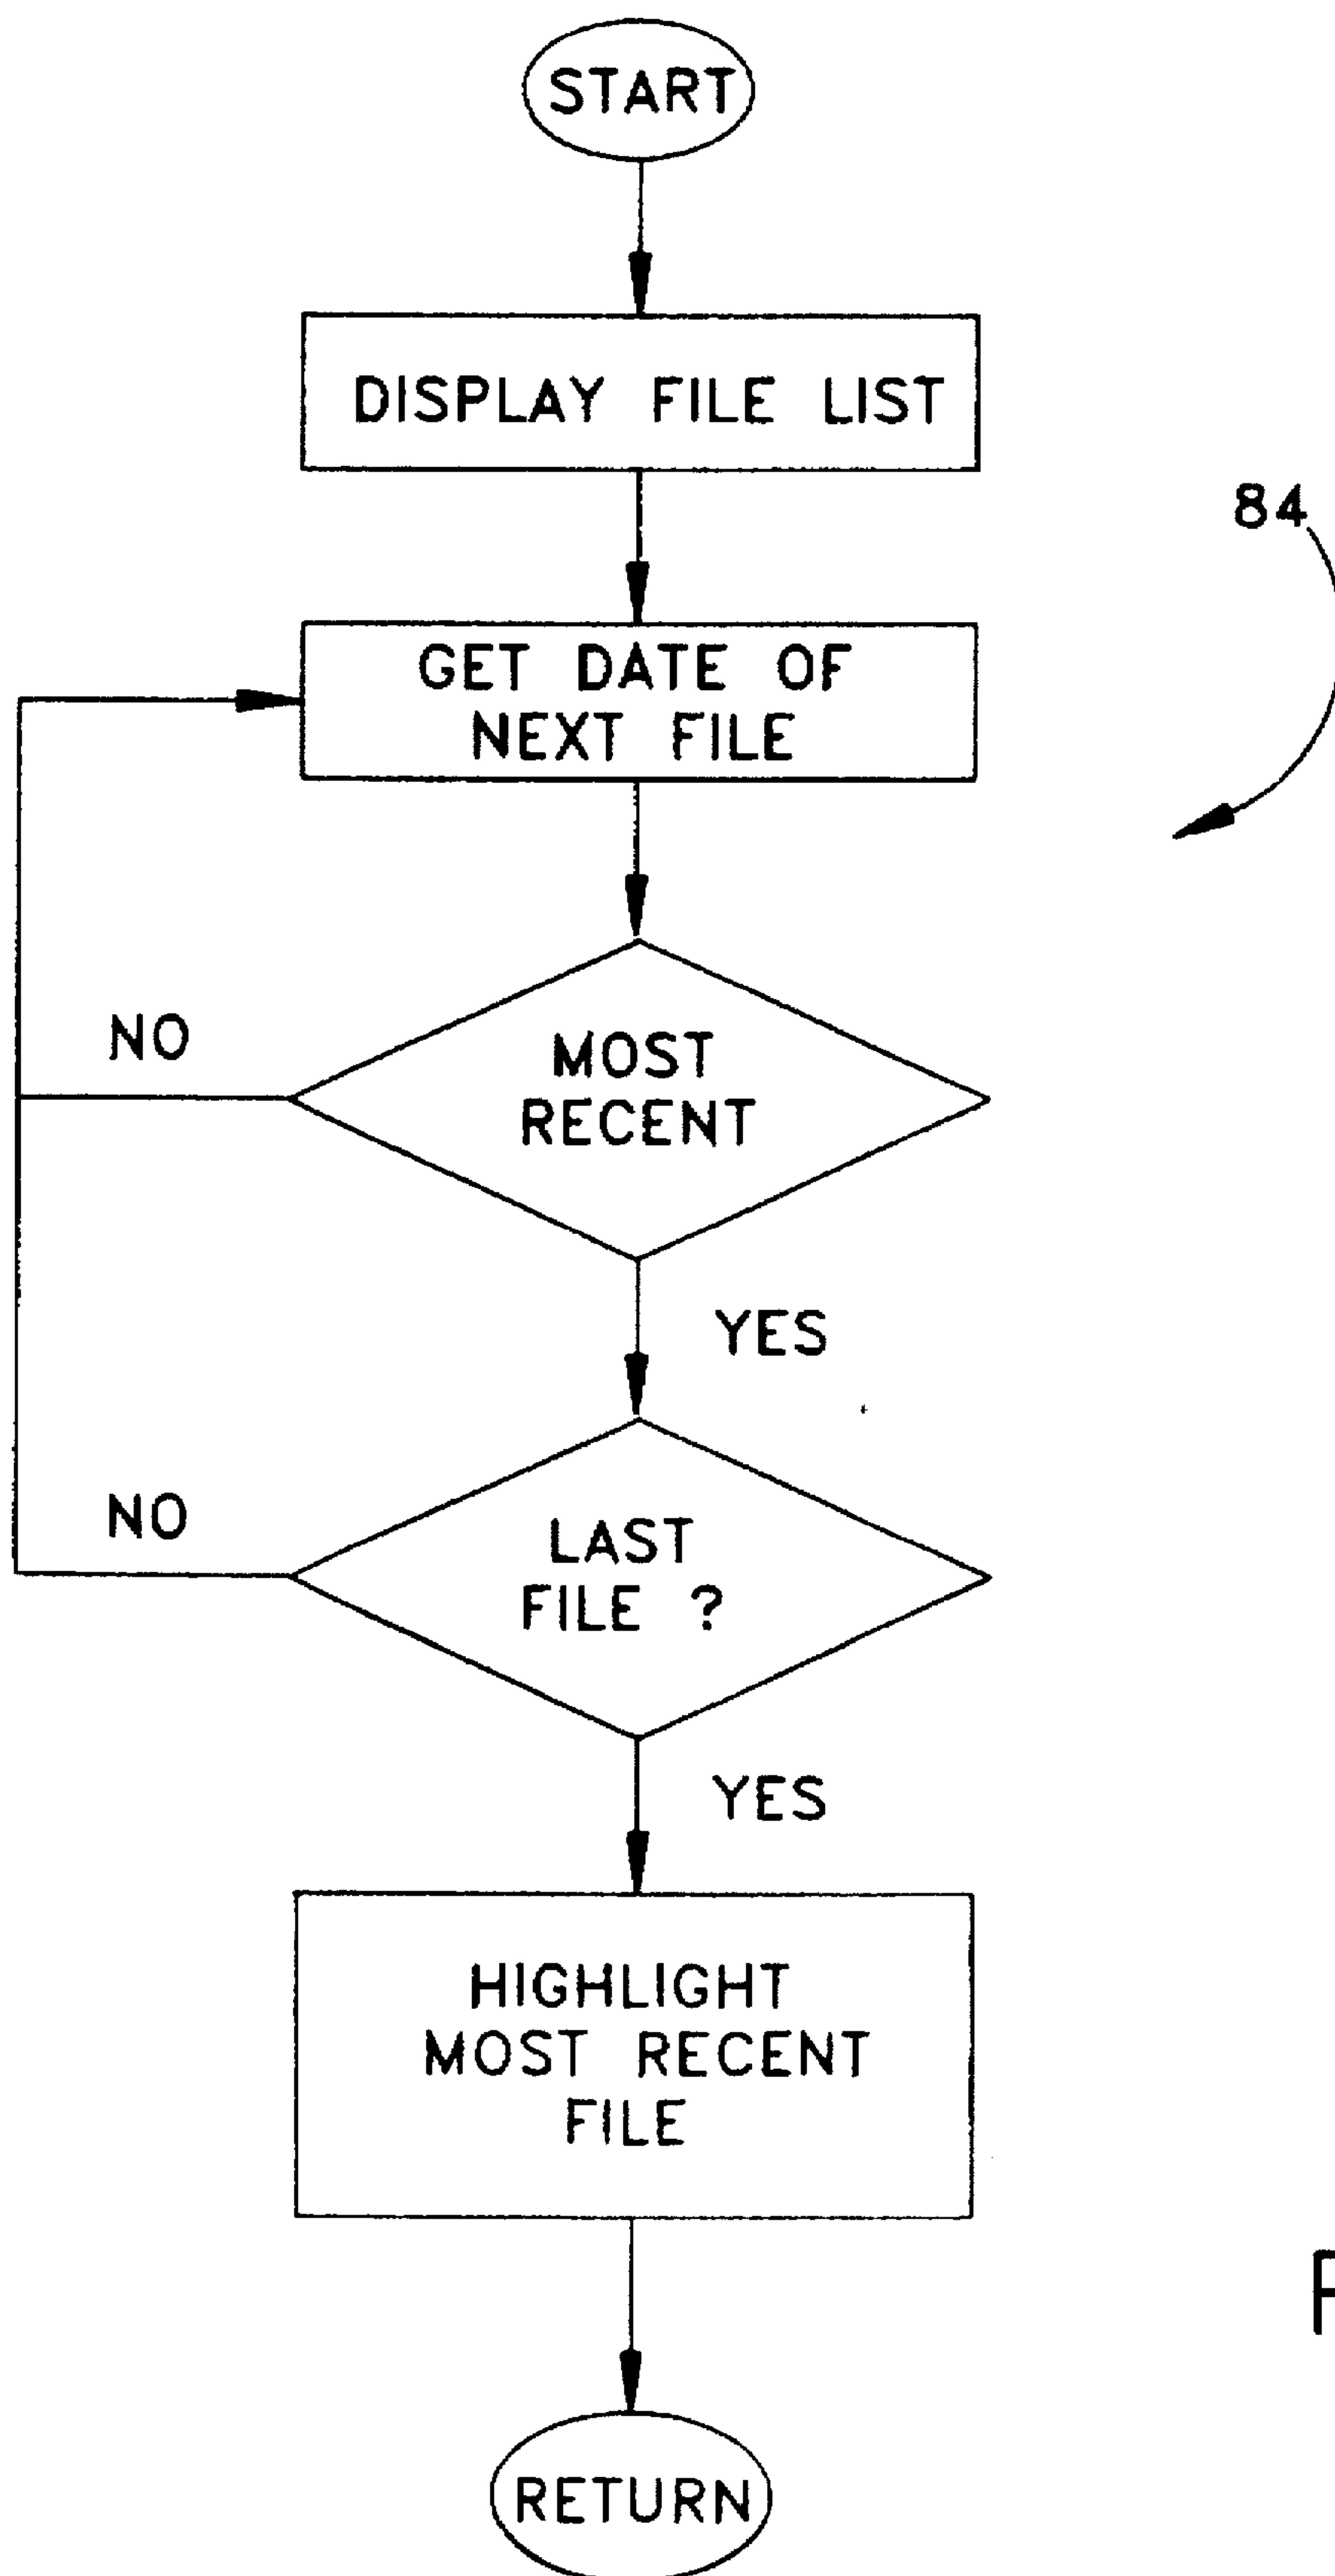 START
DISPLAY FILE LIST
84
GET DATE OF
NEXT FILE
NO
MOST
RECENT
YES
NO
LAST
FILE ?
YES
HIGHLIGHT
MOST RECENT
FILE
RETURN